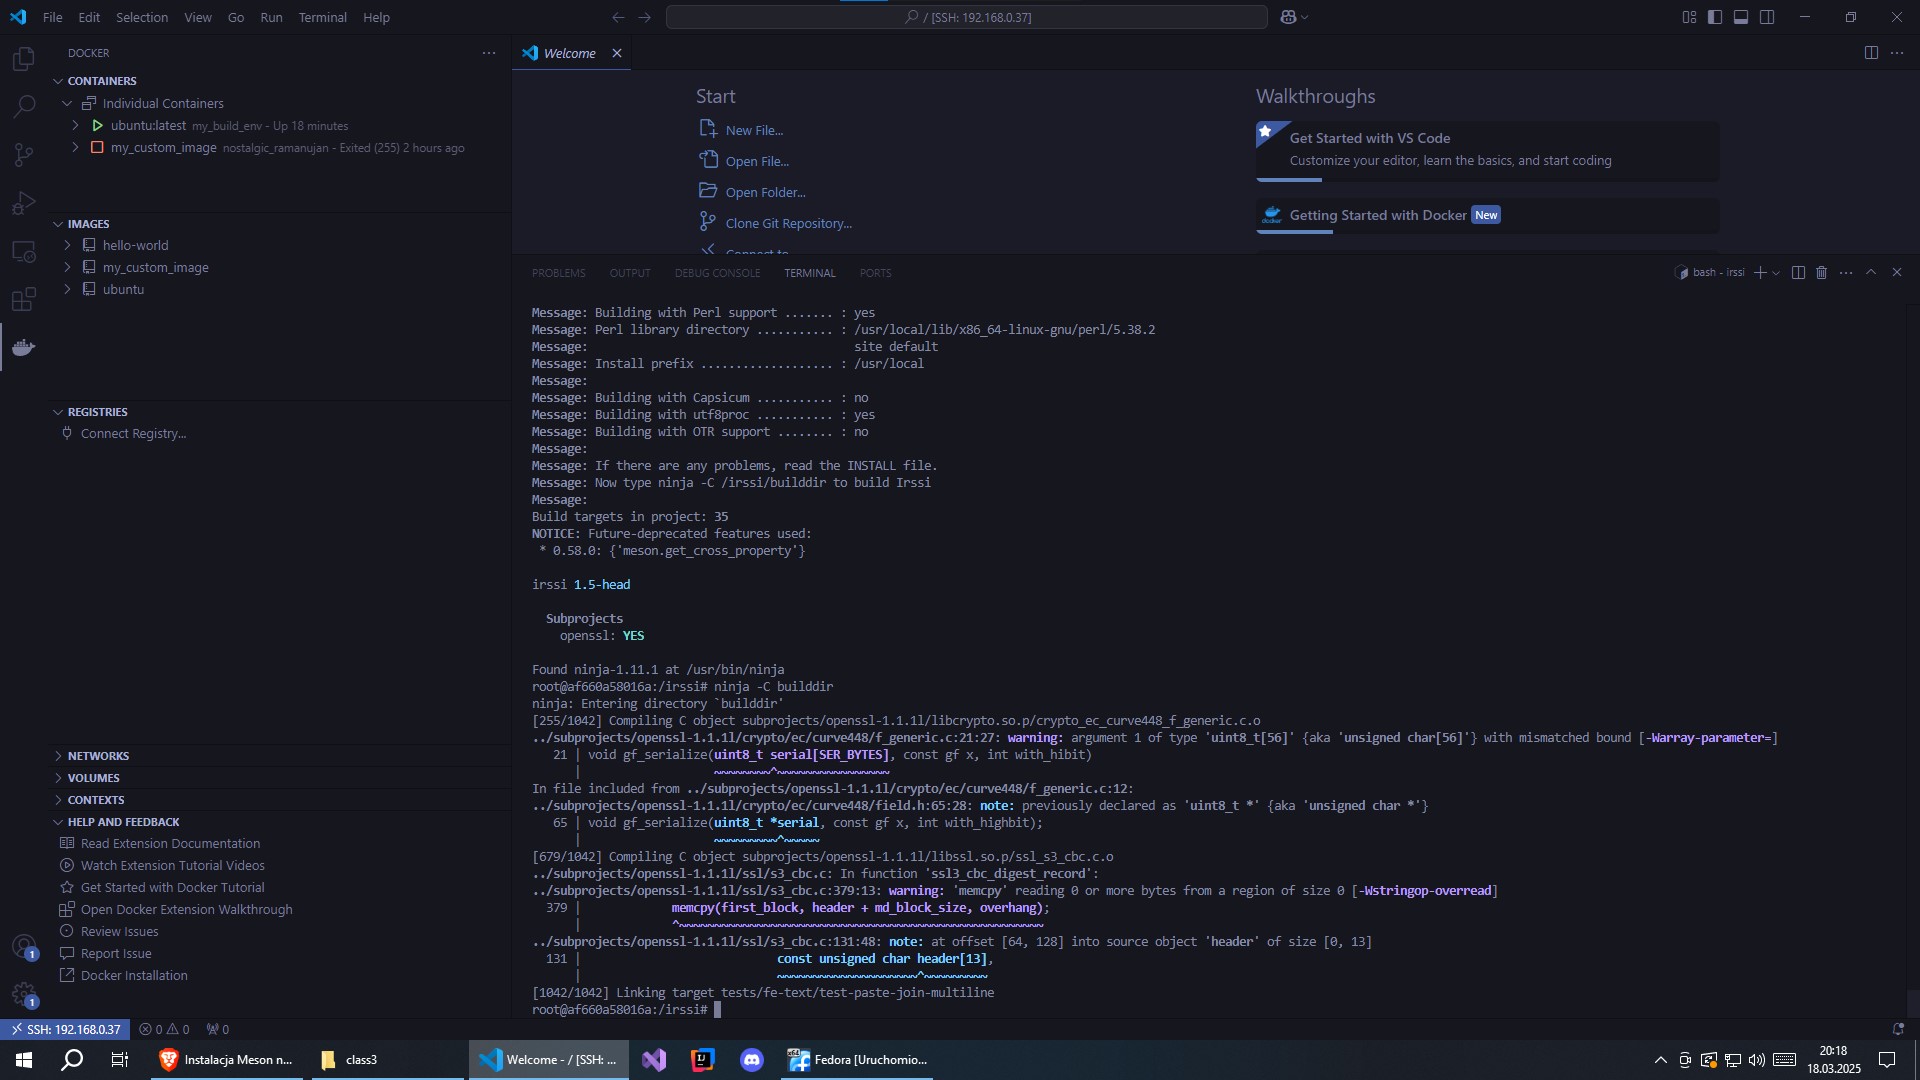 File Edit Selection View Go Run Terminal Help
/ [SSH: 192.168.0.37]
DOCKER
CONTAINERS
Individual Containers
ubuntu:latest my_build_env - Up 18 minutes
my_custom_image nostalgic_ramanujan - Exited (255) 2 hours ago
IMAGES
hello-world
my_custom_image
ubuntu
REGISTRIES
Connect Registry...
NETWORKS
VOLUMES
CONTEXTS
HELP AND FEEDBACK
Read Extension Documentation
Watch Extension Tutorial Videos
Get Started with Docker Tutorial
Open Docker Extension Walkthrough
Review Issues
Report Issue
Docker Installation
1
1
Welcome
Start
New File...
Open File...
Open Folder...
Clone Git Repository...
Connect to...
Walkthroughs
Get Started with VS Code
Customize your editor, learn the basics, and start coding
docker Getting Started with Docker New
PROBLEMS OUTPUT DEBUG CONSOLE TERMINAL PORTS
bash - irssi
Message: Building with Perl support ....... : yes
Message: Perl library directory ........... : /usr/local/lib/x86_64-linux-gnu/perl/5.38.2
Message: site default
Message: Install prefix ................... : /usr/local
Message:
Message: Building with Capsicum ........... : no
Message: Building with utf8proc ........... : yes
Message: Building with OTR support ........ : no
Message:
Message: If there are any problems, read the INSTALL file.
Message: Now type ninja -C /irssi/builddir to build Irssi
Message:
Build targets in project: 35
NOTICE: Future-deprecated features used:
* 0.58.0: {'meson.get_cross_property'}
irssi 1.5-head
Subprojects
openssl: YES
Found ninja-1.11.1 at /usr/bin/ninja
root@af660a58016a:/irssi# ninja -C builddir
ninja: Entering directory `builddir'
[255/1042] Compiling C object subprojects/openssl-1.1.1l/libcrypto.so.p/crypto_ec_curve448_f_generic.c.o
../subprojects/openssl-1.1.1l/crypto/ec/curve448/f_generic.c:21:27: warning: argument 1 of type 'uint8_t[56]' {aka 'unsigned char[56]'} with mismatched bound [-Warray-parameter=]
21 | void gf_serialize(uint8_t serial[SER_BYTES], const gf x, int with_hibit)
| ~~~~~~~~^~~~~~~~~~~~~~~~~
In file included from ../subprojects/openssl-1.1.1l/crypto/ec/curve448/f_generic.c:12:
../subprojects/openssl-1.1.1l/crypto/ec/curve448/field.h:65:28: note: previously declared as 'uint8_t *' {aka 'unsigned char *'}
65 | void gf_serialize(uint8_t *serial, const gf x, int with_highbit);
| ~~~~~~~~~^~~~~~
[679/1042] Compiling C object subprojects/openssl-1.1.1l/libssl.so.p/ssl_s3_cbc.c.o
../subprojects/openssl-1.1.1l/ssl/s3_cbc.c: In function 'ssl3_cbc_digest_record':
../subprojects/openssl-1.1.1l/ssl/s3_cbc.c:379:13: warning: 'memcpy' reading 0 or more bytes from a region of size 0 [-Wstringop-overread]
379 | memcpy(first_block, header + md_block_size, overhang);
| ^~~~~~~~~~~~~~~~~~~~~~~~~~~~~~~~~~~~~~~~~~~~~~~~~~~~~
../subprojects/openssl-1.1.1l/ssl/s3_cbc.c:131:48: note: at offset [64, 128] into source object 'header' of size [0, 13]
131 | const unsigned char header[13],
| ~~~~~~~~~~~~~~~~~~~~^~~~~~~~~~
[1042/1042] Linking target tests/fe-text/test-paste-join-multiline
root@af660a58016a:/irssi#
SSH: 192.168.0.37 0 0 0
Instalacja Meson n... class3 Welcome - / [SSH: ... IJ x64 Fedora [Uruchomio... 20:18
18.03.2025